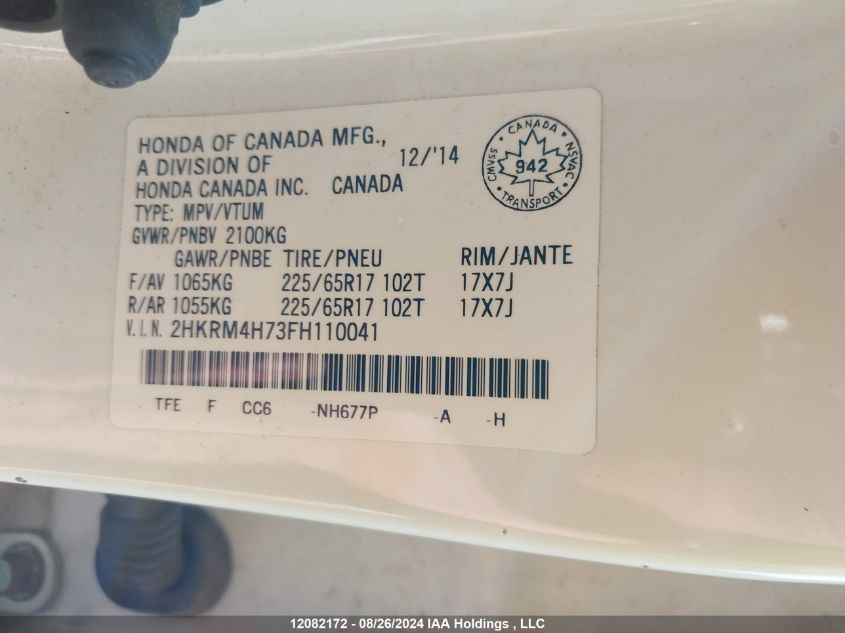 HONDA OF CANADA MFG.,
A DIVISION OF 12/'14
HONDA CANADA INC. CANADA
TYPE: MPV/VTUM
GVWR/PNBV 2100KG
GAWR/PNBE TIRE/PNEU RIM/JANTE
F/AV 1065KG 225/65R17 102T 17X7J
R/AR 1055KG 225/65R17 102T 17X7J
V.I.N. 2HKRM4H73FH110041
TFE F CC6 -NH677P -A -H
CANADA
CMVSS 942 NSVAC
TRANSPORT
12082172 - 08/26/2024 IAA Holdings , LLC